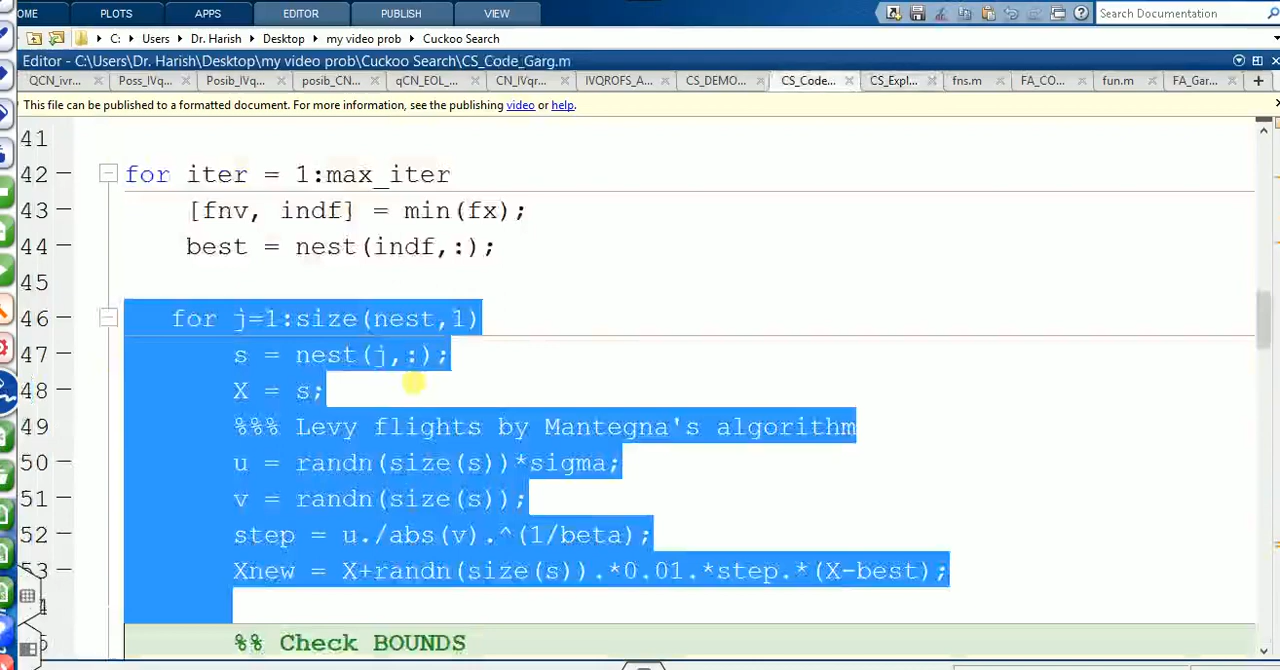 OME PLOTS APPS EDITOR PUBLISH VIEW Search Documentation
C: Users Dr. Harish Desktop my video prob Cuckoo Search
Editor - C:\Users\Dr. Harish\Desktop\my video prob\Cuckoo Search\CS_Code_Garg.m
QCN_ivr... Poss_IVq... Posib_IVq... posib_CN... qCN_EOL_... CN_IVqr... IVQROFS_A... CS_DEMO... CS_Code... CS_Expl... fns.m FA_CO... fun.m FA_Gar... +
This file can be published to a formatted document. For more information, see the publishing video or help.
41
42 – for iter = 1:max_iter
43 – [fnv, indf] = min(fx);
44 – best = nest(indf,:);
45
46 – for j=1:size(nest,1)
47 – s = nest(j,:);
48 – X = s;
49 %%% Levy flights by Mantegna's algorithm
50 – u = randn(size(s))*sigma;
51 – v = randn(size(s));
52 – step = u./abs(v).^(1/beta);
53 – Xnew = X+randn(size(s)).*0.01.*step.*(X-best);
4
5 %% Check BOUNDS